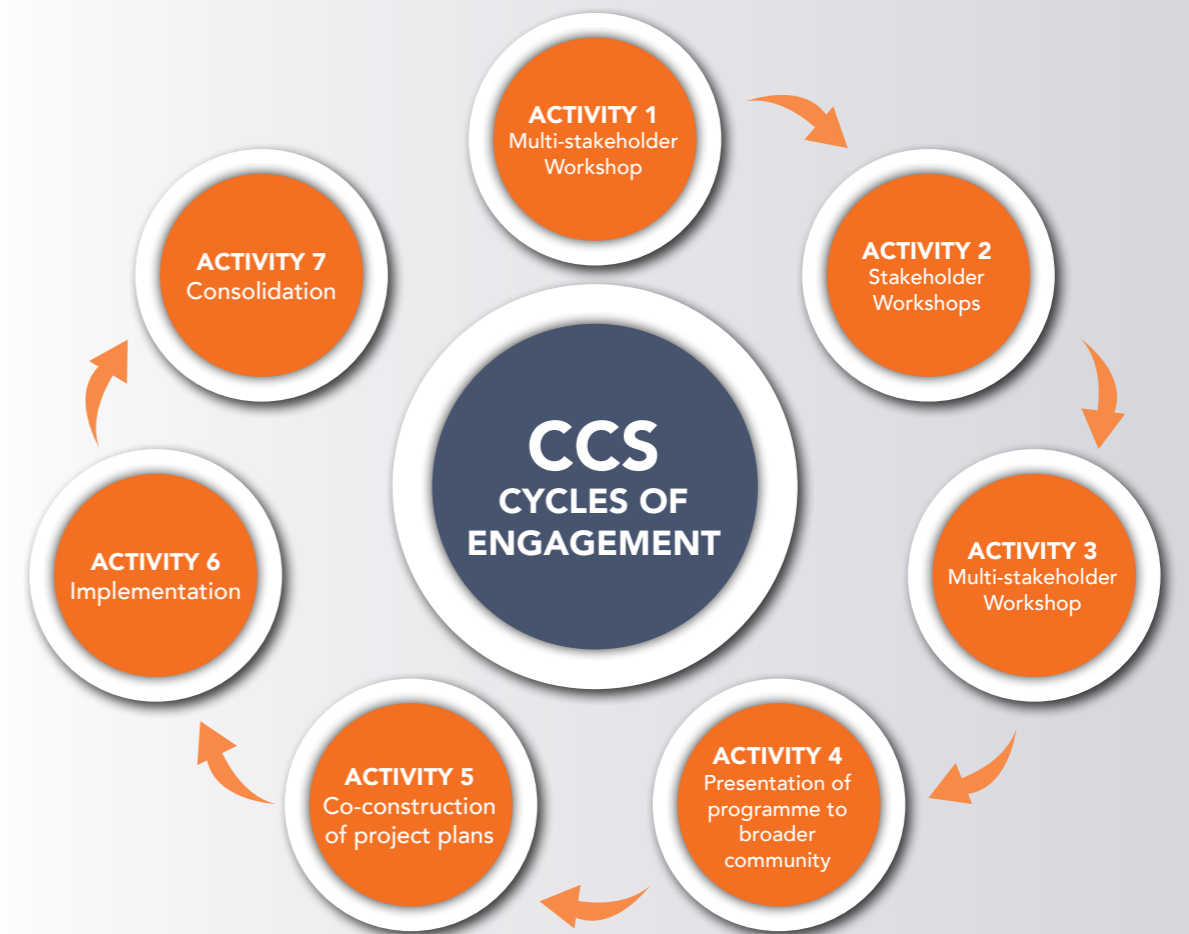 ACTIVITY 1
Multi-stakeholder
Workshop
ACTIVITY 2
Stakeholder
Workshops
ACTIVITY 3
Multi-stakeholder
Workshop
ACTIVITY 4
Presentation of
programme to
broader
community
ACTIVITY 5
Co-construction
of project plans
ACTIVITY 6
Implementation
ACTIVITY 7
Consolidation
CCS
CYCLES OF
ENGAGEMENT